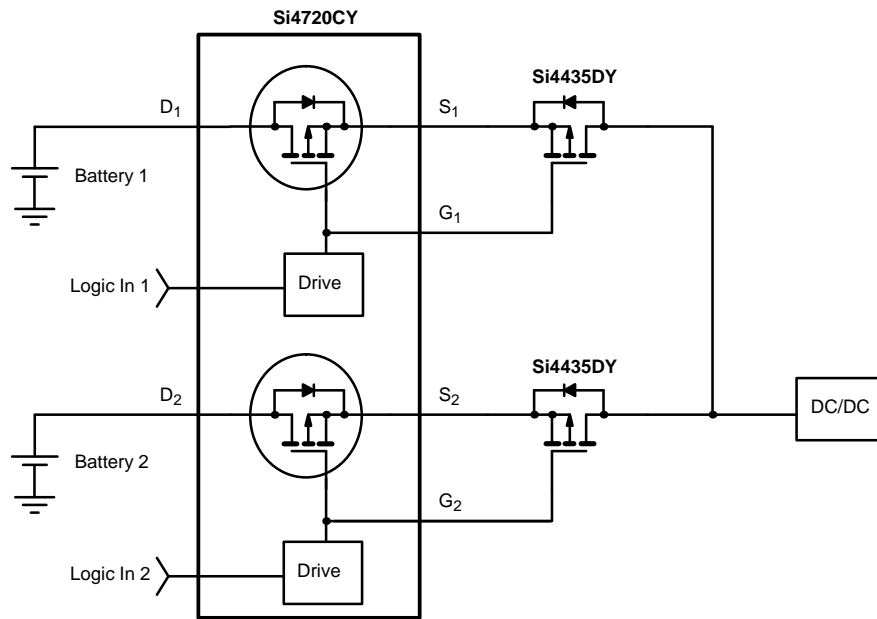 Si4720CY
Si4435DY
D1
S1
Battery 1
G1
Logic In 1
Drive
Si4435DY
D2
S2
DC/DC
Battery 2
G2
Logic In 2
Drive